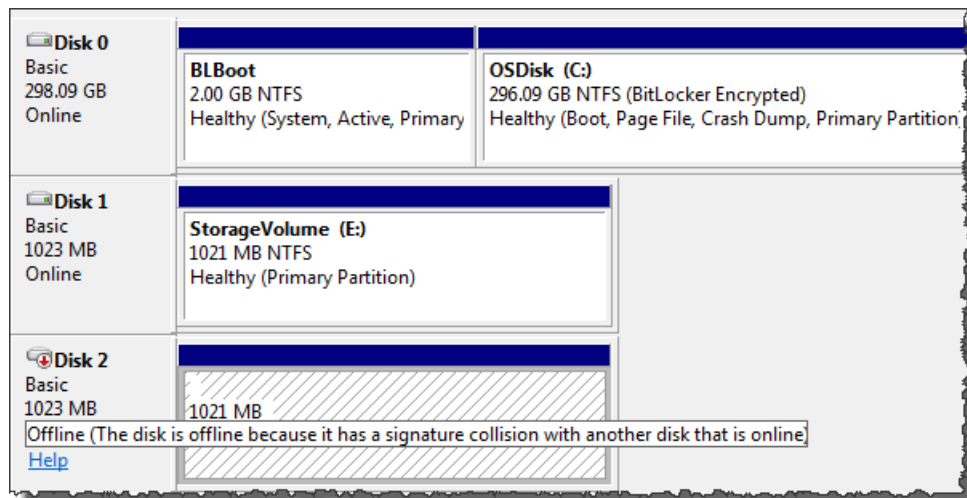 Disk 0
Basic
298.09 GB
Online
BLBoot
2.00 GB NTFS
Healthy (System, Active, Primary
OSDisk (C:)
296.09 GB NTFS (BitLocker Encrypted)
Healthy (Boot, Page File, Crash Dump, Primary Partition
Disk 1
Basic
1023 MB
Online
StorageVolume (E:)
1021 MB NTFS
Healthy (Primary Partition)
Disk 2
Basic
1023 MB
1021 MB
Offline (The disk is offline because it has a signature collision with another disk that is online)
Help